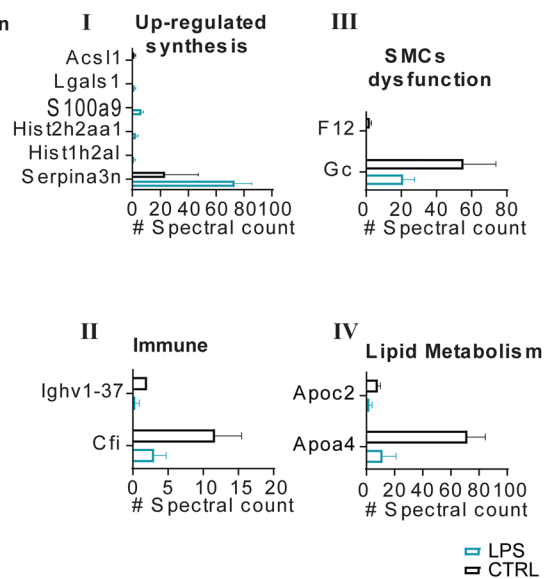 n
I
Up-regulated
synthesis
Acsl1
Lgals1
S100a9
Hist2h2aa1
Hist1h2al
Serpina3n
0 20 40 60 80 100
# Spectral count
III
SMCs
dysfunction
F12
Gc
0 20 40 60 80
# Spectral count
II
Immune
Ighv1-37
Cfi
0 5 10 15 20
# Spectral count
IV
Lipid Metabolism
Apoc2
Apoa4
0 20 40 60 80 100
# Spectral count
LPS
CTRL